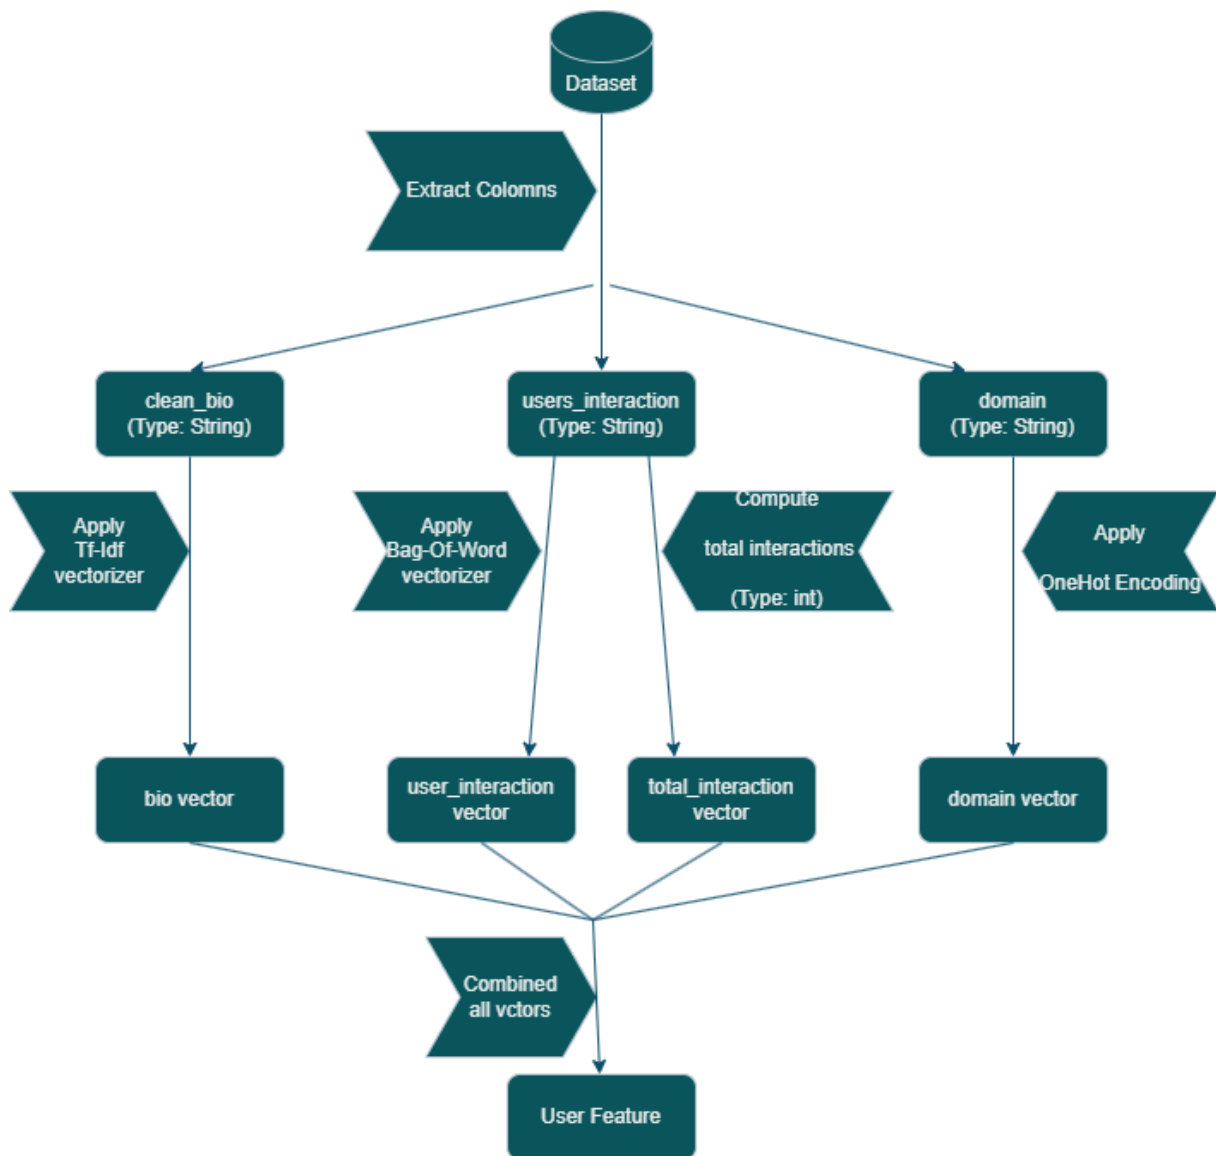 Dataset
Extract Colomns
clean_bio
(Type: String)
users_interaction
(Type: String)
domain
(Type: String)
Apply
Tf-Idf
vectorizer
Apply
Bag-Of-Word
vectorizer
Compute
total interactions
(Type: int)
Apply
OneHot Encoding
bio vector
user_interaction
vector
total_interaction
vector
domain vector
Combined
all vctors
User Feature